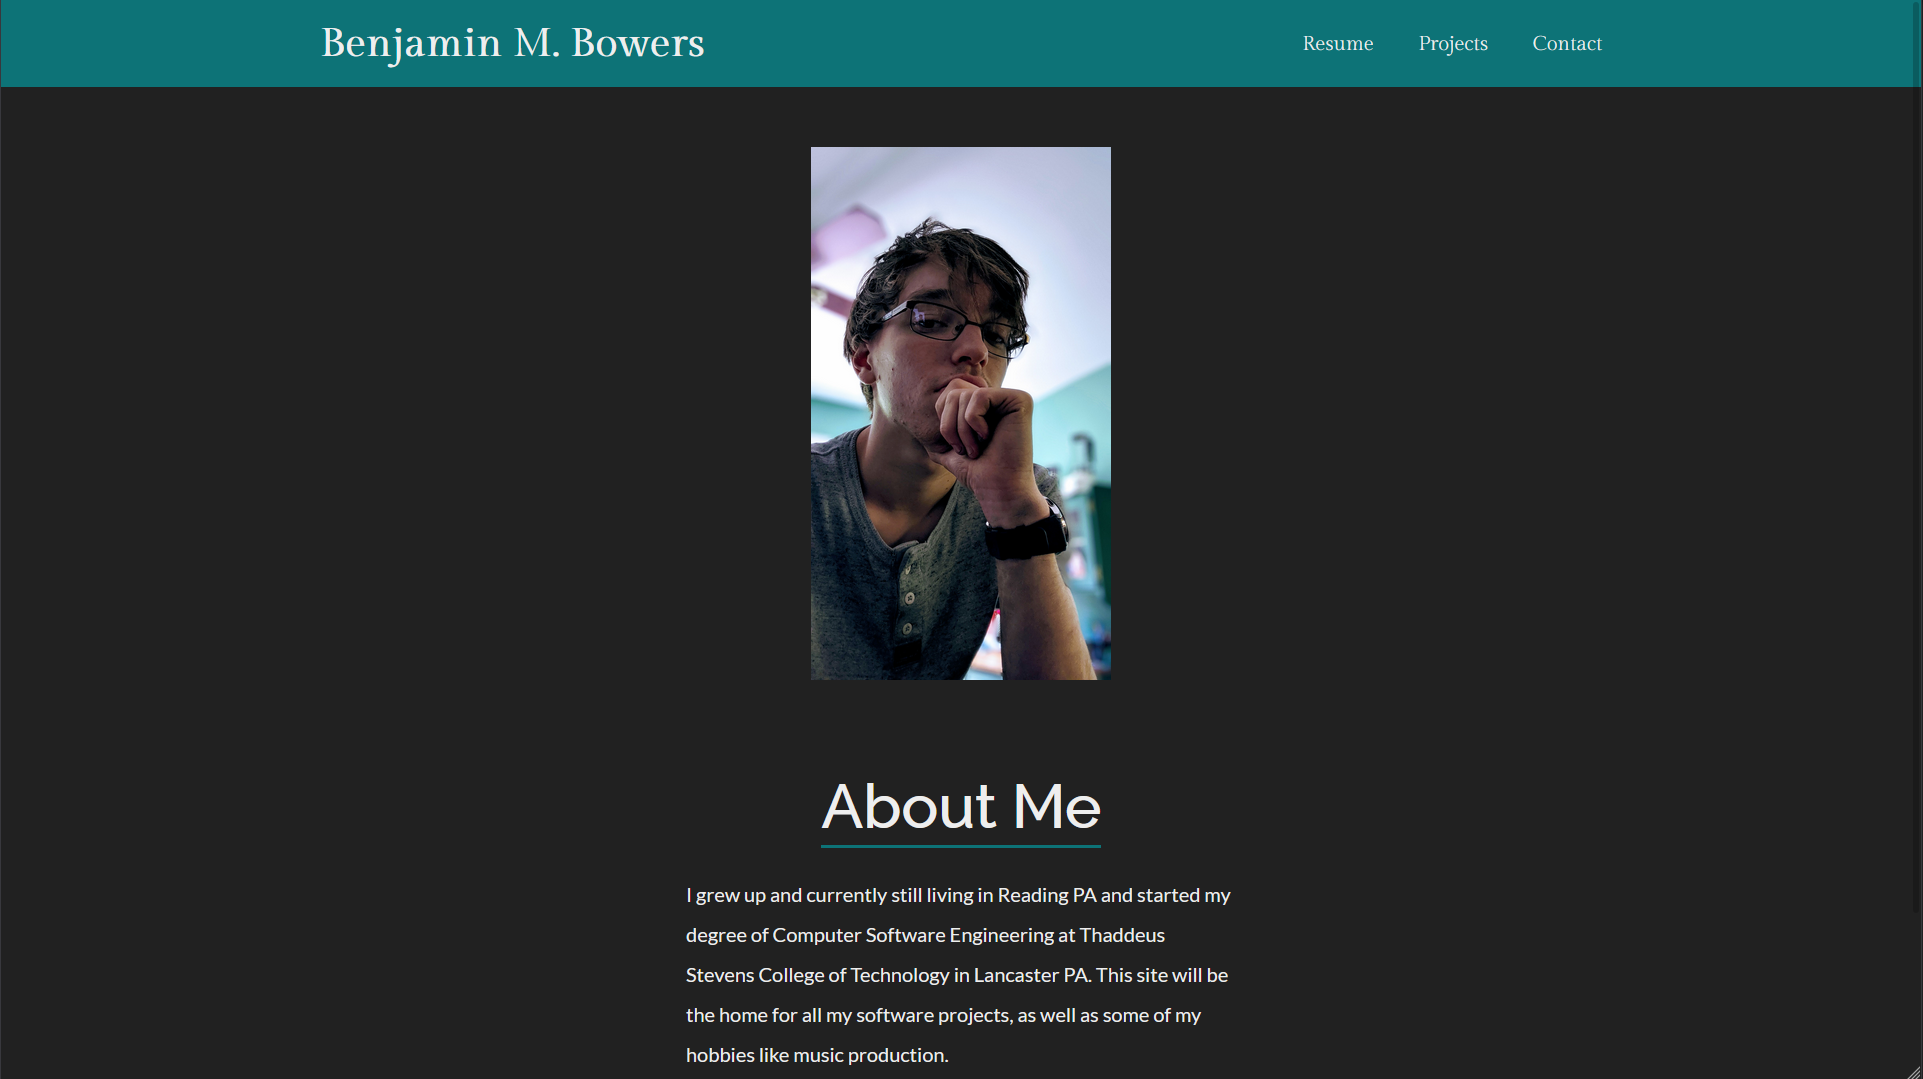 Benjamin M. Bowers
Resume Projects Contact
About Me
I grew up and currently still living in Reading PA and started my
degree of Computer Software Engineering at Thaddeus
Stevens College of Technology in Lancaster PA. This site will be
the home for all my software projects, as well as some of my
hobbies like music production.